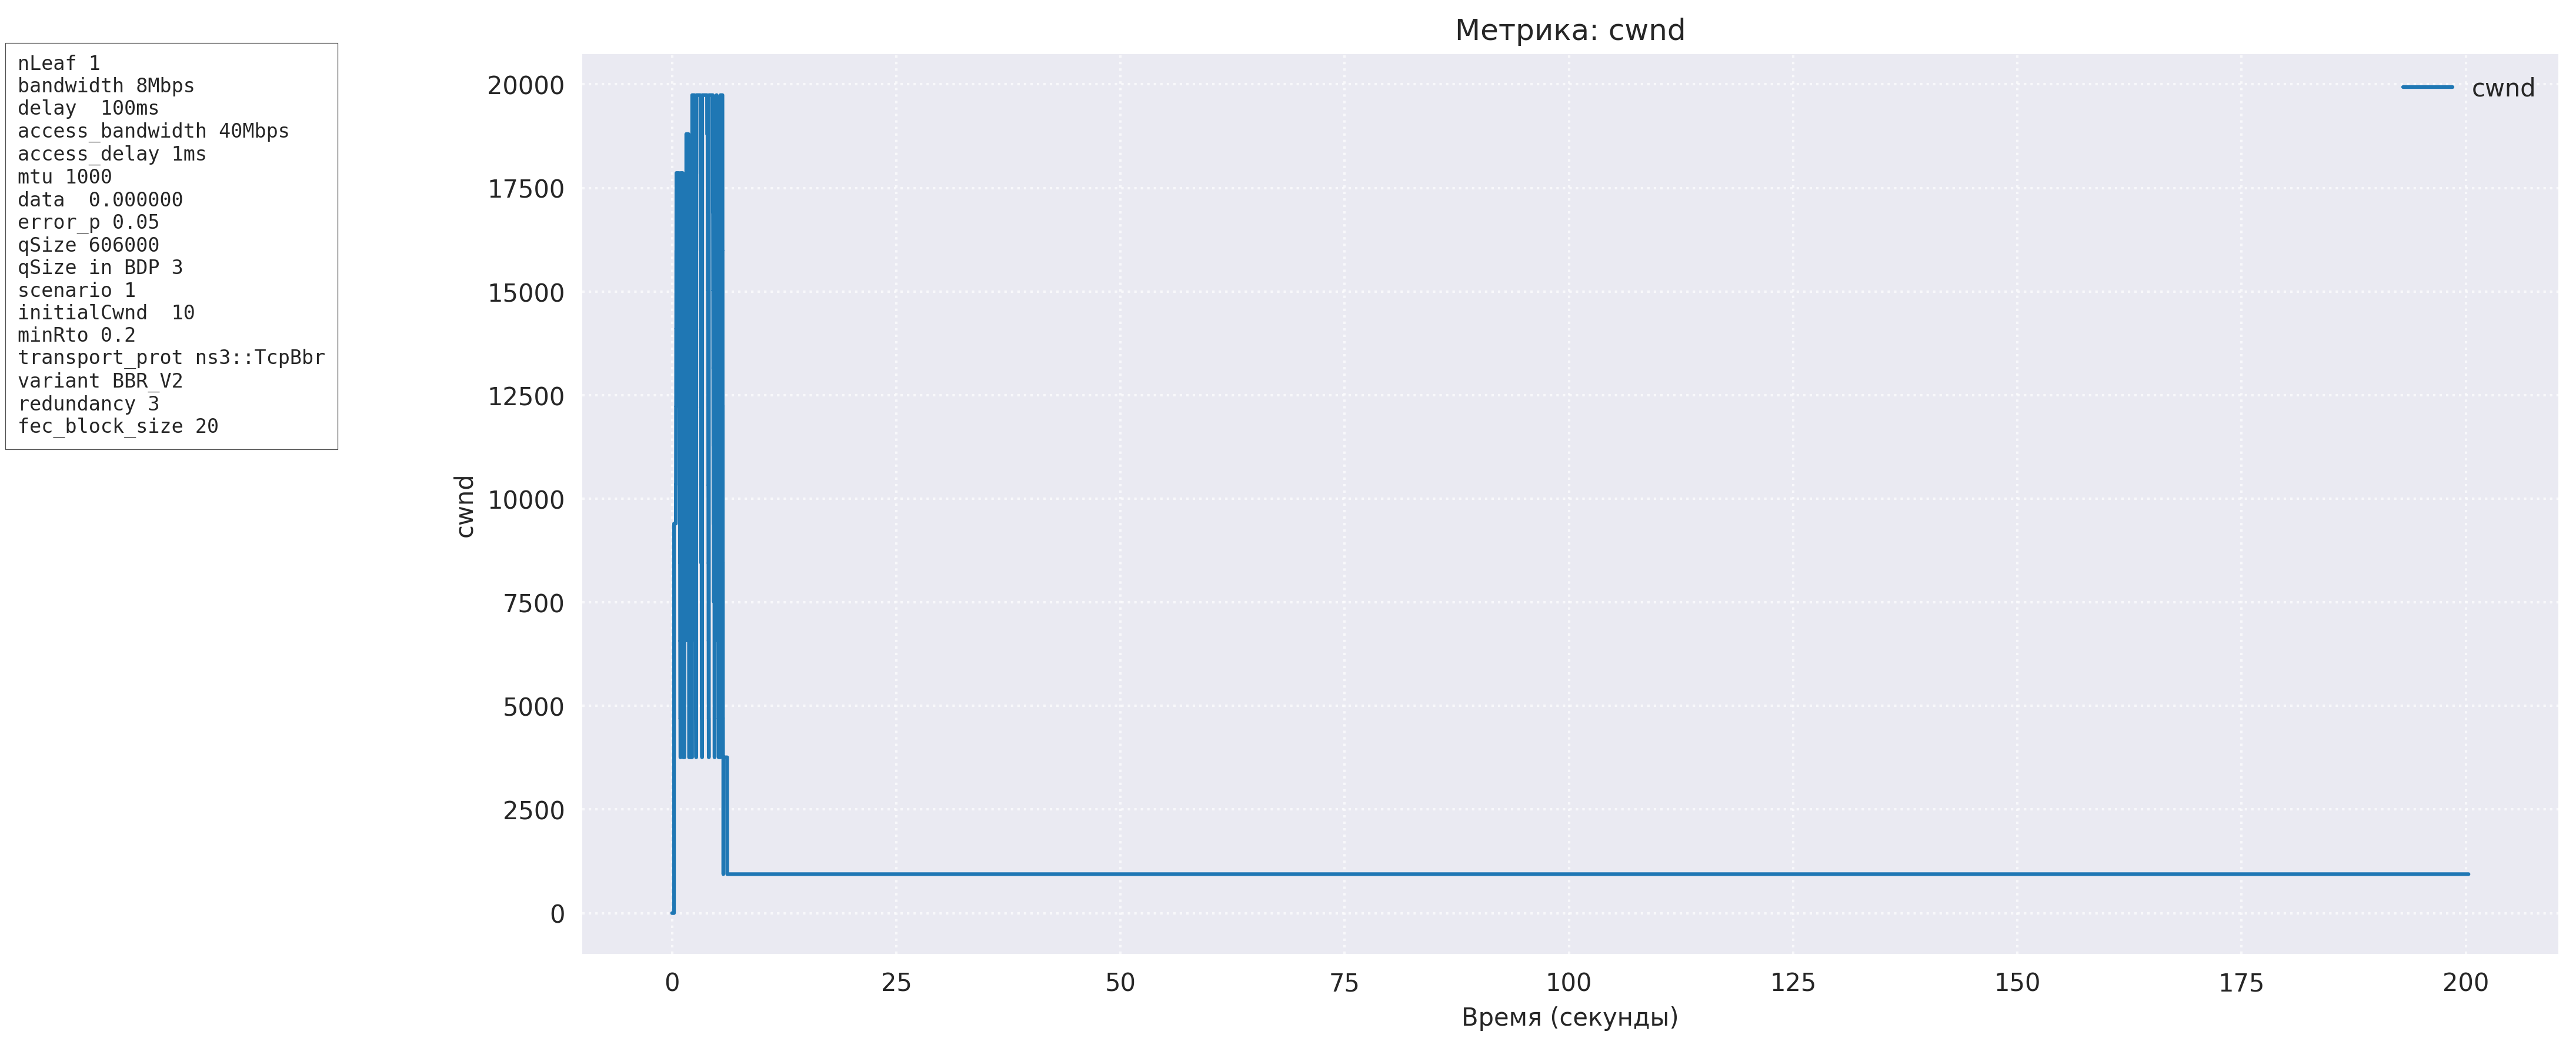 Метрика: cwnd
nLeaf 1
bandwidth 8Mbps
delay  100ms
access_bandwidth 40Mbps
access_delay 1ms
mtu 1000
data  0.000000
error_p 0.05
qSize 606000
qSize in BDP 3
scenario 1
initialCwnd  10
minRto 0.2
transport_prot ns3::TcpBbr
variant BBR_V2
redundancy 3
fec_block_size 20
cwnd
20000
17500
15000
12500
10000
7500
5000
2500
0
cwnd
0 25 50 75 100 125 150 175 200
Время (секунды)